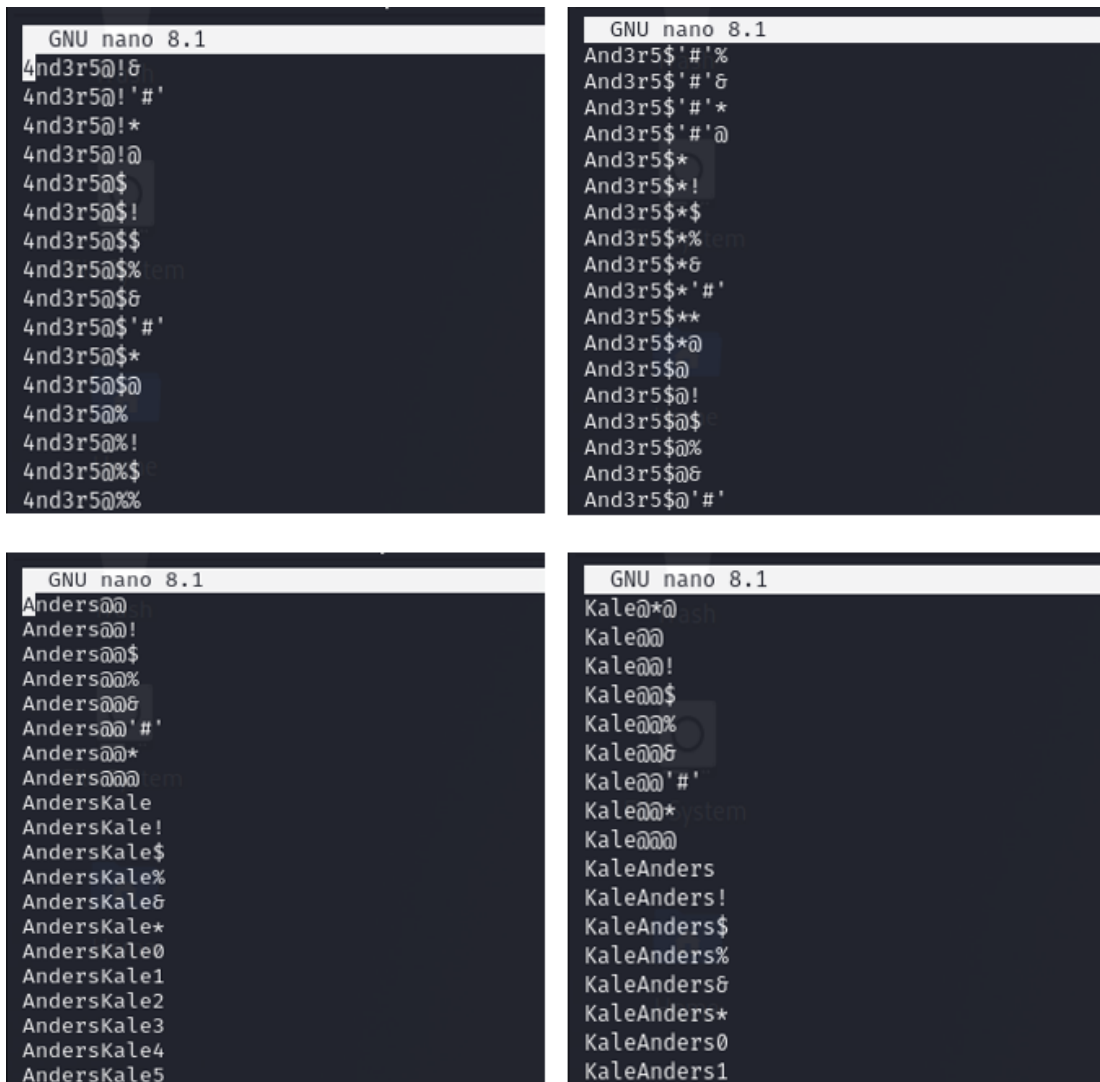 GNU nano 8.1
4nd3r5@!&
4nd3r5@!'#'
4nd3r5@!*
4nd3r5@!@
4nd3r5@$
4nd3r5@$!
4nd3r5@$$
4nd3r5@$%
4nd3r5@$&
4nd3r5@$'#'
4nd3r5@$*
4nd3r5@$@
4nd3r5@%
4nd3r5@%!
4nd3r5@%$
4nd3r5@%%
GNU nano 8.1
And3r5$'#'%
And3r5$'#'&
And3r5$'#'*
And3r5$'#'@
And3r5$*
And3r5$*!
And3r5$*$
And3r5$*%
And3r5$*&
And3r5$*'#'
And3r5$**
And3r5$*@
And3r5$@
And3r5$@!
And3r5$@$
And3r5$@%
And3r5$@&
And3r5$@'#'
GNU nano 8.1
Anders@@
Anders@@!
Anders@@$
Anders@@%
Anders@@&
Anders@@'#'
Anders@@*
Anders@@@
AndersKale
AndersKale!
AndersKale$
AndersKale%
AndersKale&
AndersKale*
AndersKale0
AndersKale1
AndersKale2
AndersKale3
AndersKale4
AndersKale5
GNU nano 8.1
Kale@*@
Kale@@
Kale@@!
Kale@@$
Kale@@%
Kale@@&
Kale@@'#'
Kale@@*
Kale@@@
KaleAnders
KaleAnders!
KaleAnders$
KaleAnders%
KaleAnders&
KaleAnders*
KaleAnders0
KaleAnders1